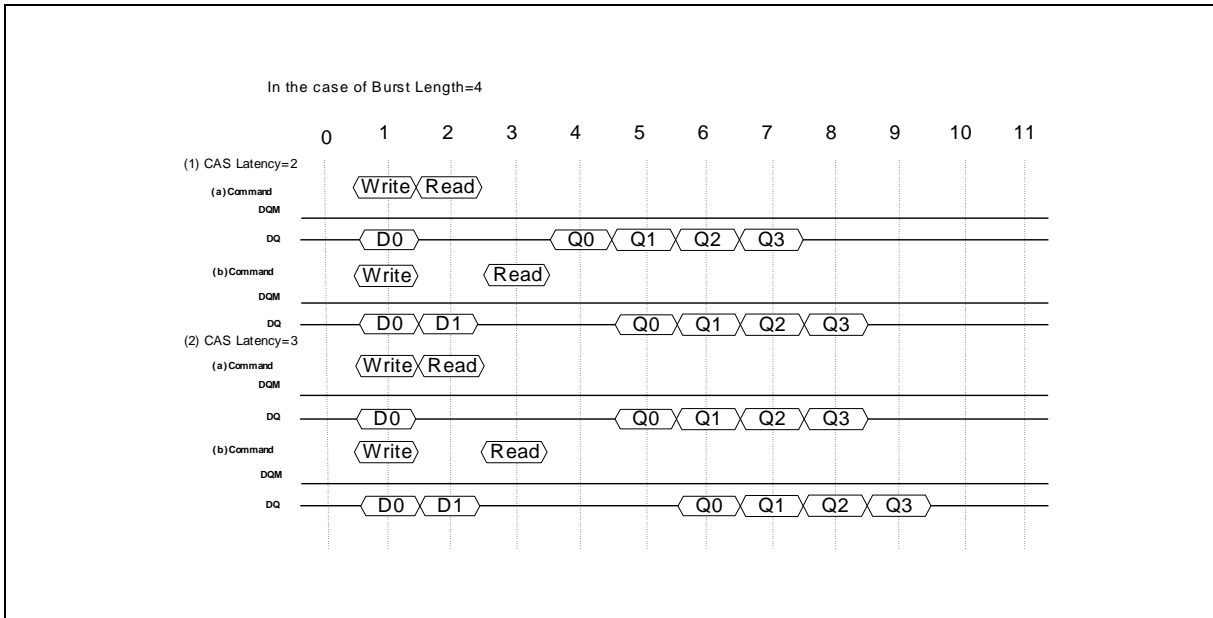 In the case of Burst Length=4
0 1 2 3 4 5 6 7 8 9 10 11
(1) CAS Latency=2
(a)Command Write Read
DQM
DQ D0 Q0 Q1 Q2 Q3
(b)Command Write Read
DQM
DQ D0 D1 Q0 Q1 Q2 Q3
(2) CAS Latency=3
(a)Command Write Read
DQM
DQ D0 Q0 Q1 Q2 Q3
(b)Command Write Read
DQM
DQ D0 D1 Q0 Q1 Q2 Q3